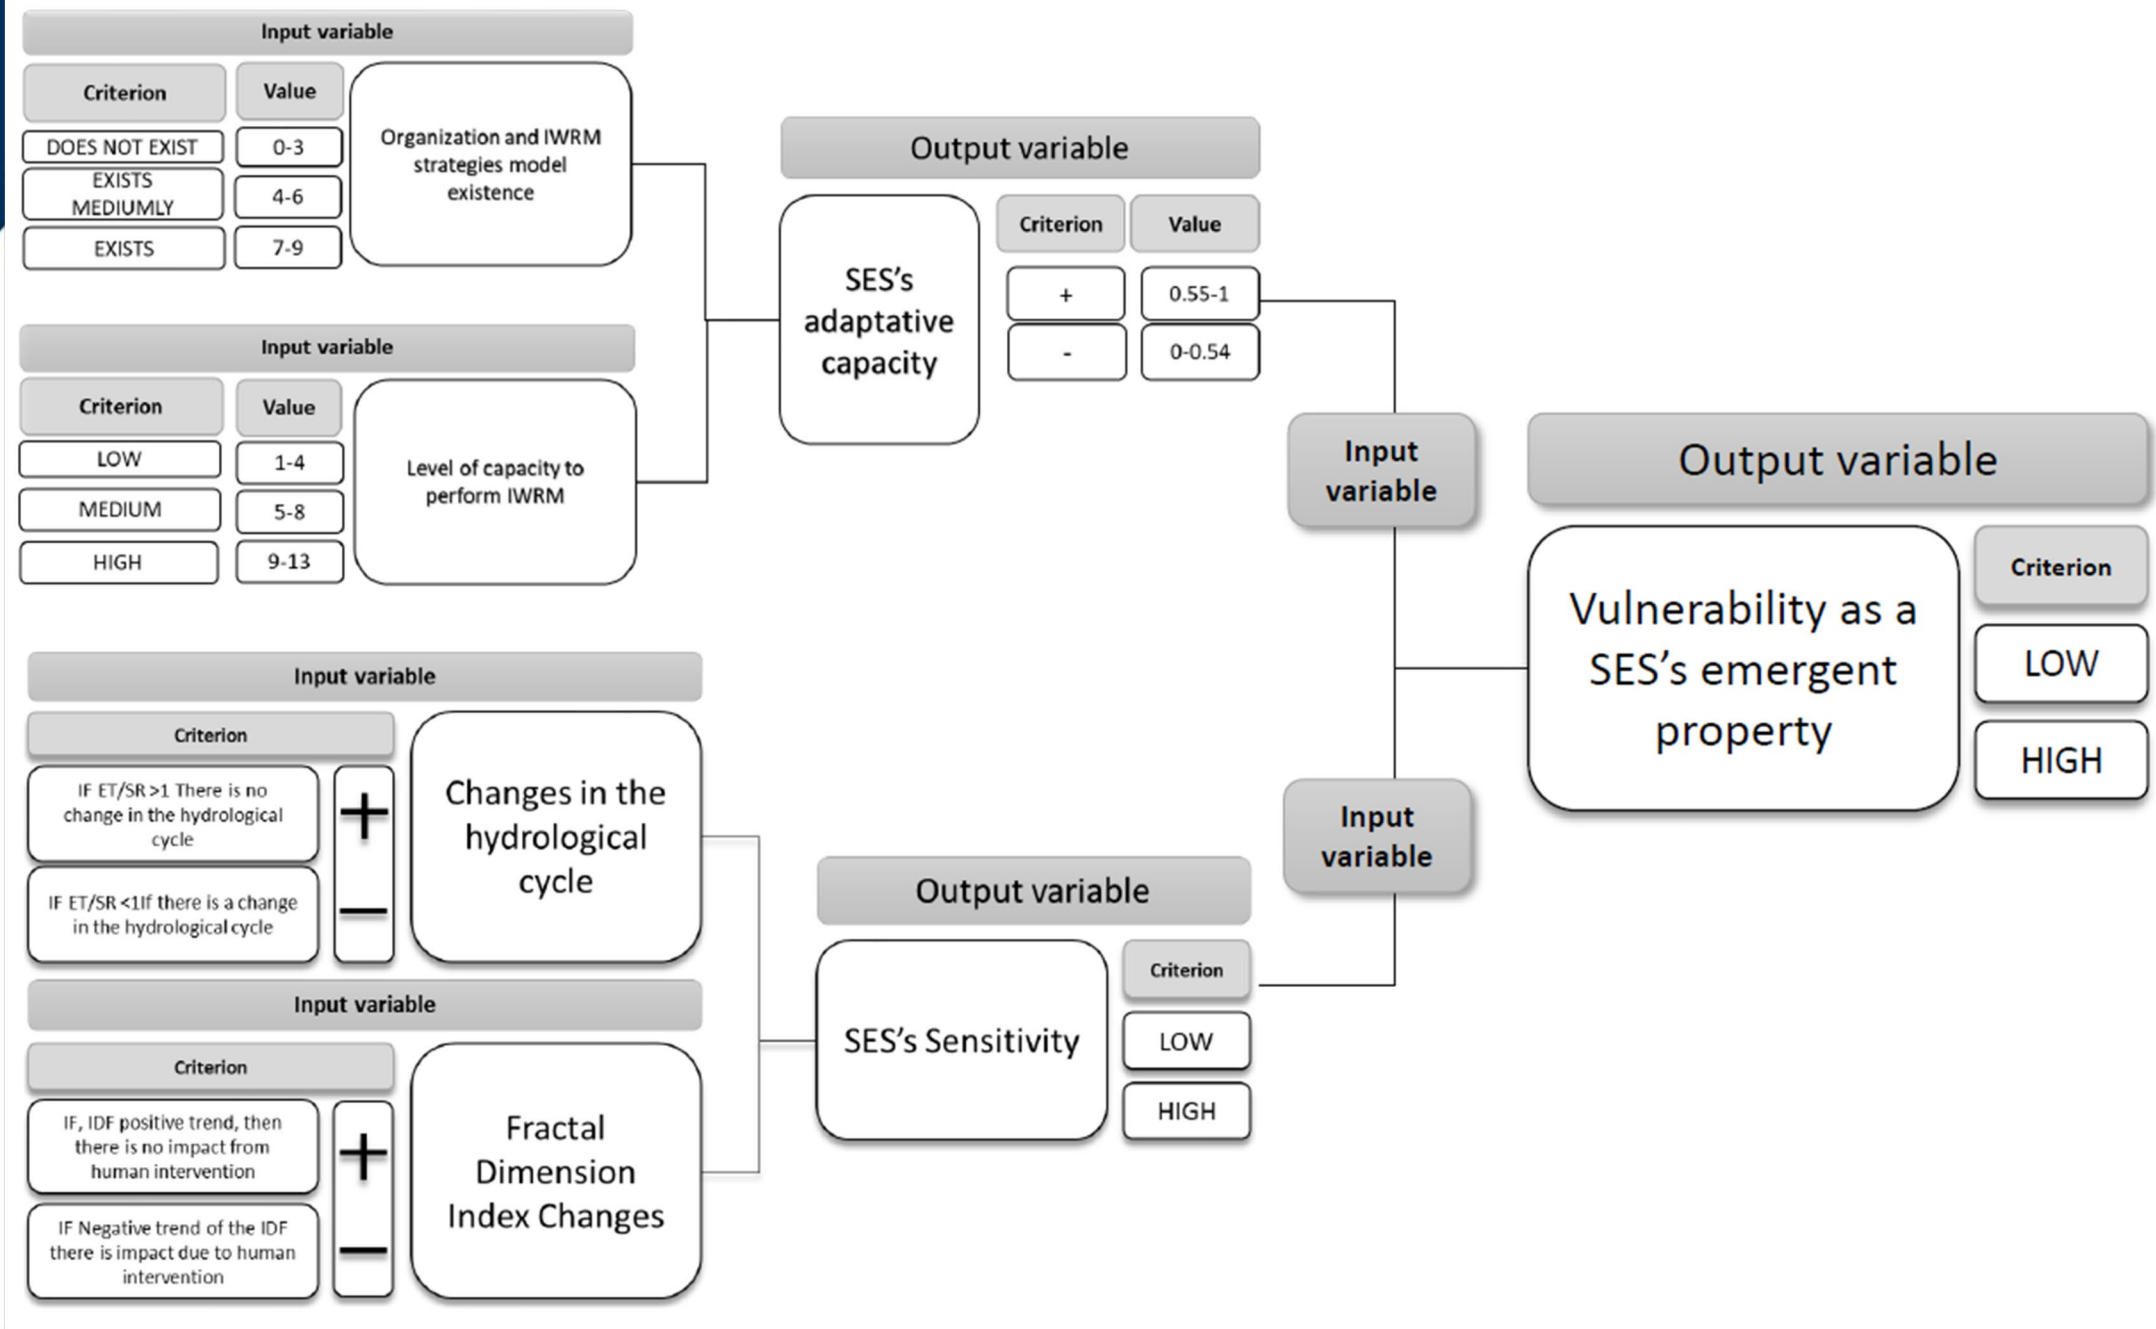 Input variable
Criterion
Value
DOES NOT EXIST
0-3
EXISTS
MEDIUMLY
4-6
EXISTS
7-9
Organization and IWRM
strategies model
existence
Input variable
Criterion
Value
LOW
1-4
MEDIUM
5-8
HIGH
9-13
Level of capacity to
perform IWRM
Output variable
SES’s
adaptative
capacity
Criterion
Value
+
0.55-1
-
0-0.54
Input variable
Criterion
IF ET/SR >1 There is no
change in the hydrological
cycle
+
IF ET/SR <1If there is a change
in the hydrological cycle
−
Changes in the
hydrological
cycle
Input variable
Criterion
IF, IDF positive trend, then
there is no impact from
human intervention
+
IF Negative trend of the IDF
there is impact due to human
intervention
−
Fractal
Dimension
Index Changes
Output variable
SES’s Sensitivity
Criterion
LOW
HIGH
Input
variable
Input
variable
Output variable
Vulnerability as a
SES’s emergent
property
Criterion
LOW
HIGH